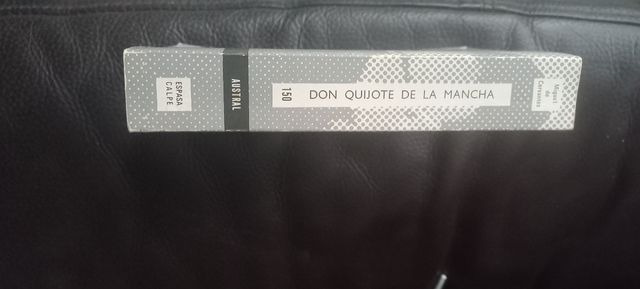 ESPASA
CALPE
AUSTRAL
150
DON QUIJOTE DE LA MANCHA
Miguel
de
Cervantes